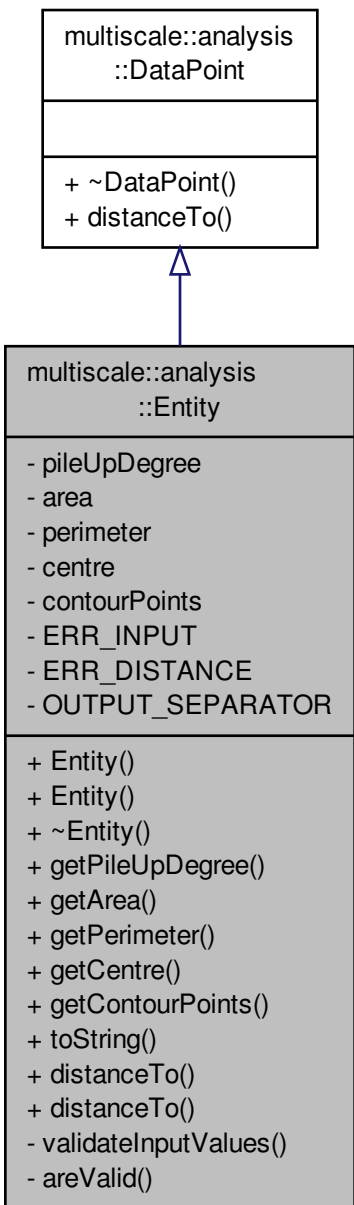 multiscale::analysis
::DataPoint
+ ~DataPoint()
+ distanceTo()
multiscale::analysis
::Entity
- pileUpDegree
- area
- perimeter
- centre
- contourPoints
- ERR_INPUT
- ERR_DISTANCE
- OUTPUT_SEPARATOR
+ Entity()
+ Entity()
+ ~Entity()
+ getPileUpDegree()
+ getArea()
+ getPerimeter()
+ getCentre()
+ getContourPoints()
+ toString()
+ distanceTo()
+ distanceTo()
- validateInputValues()
- areValid()